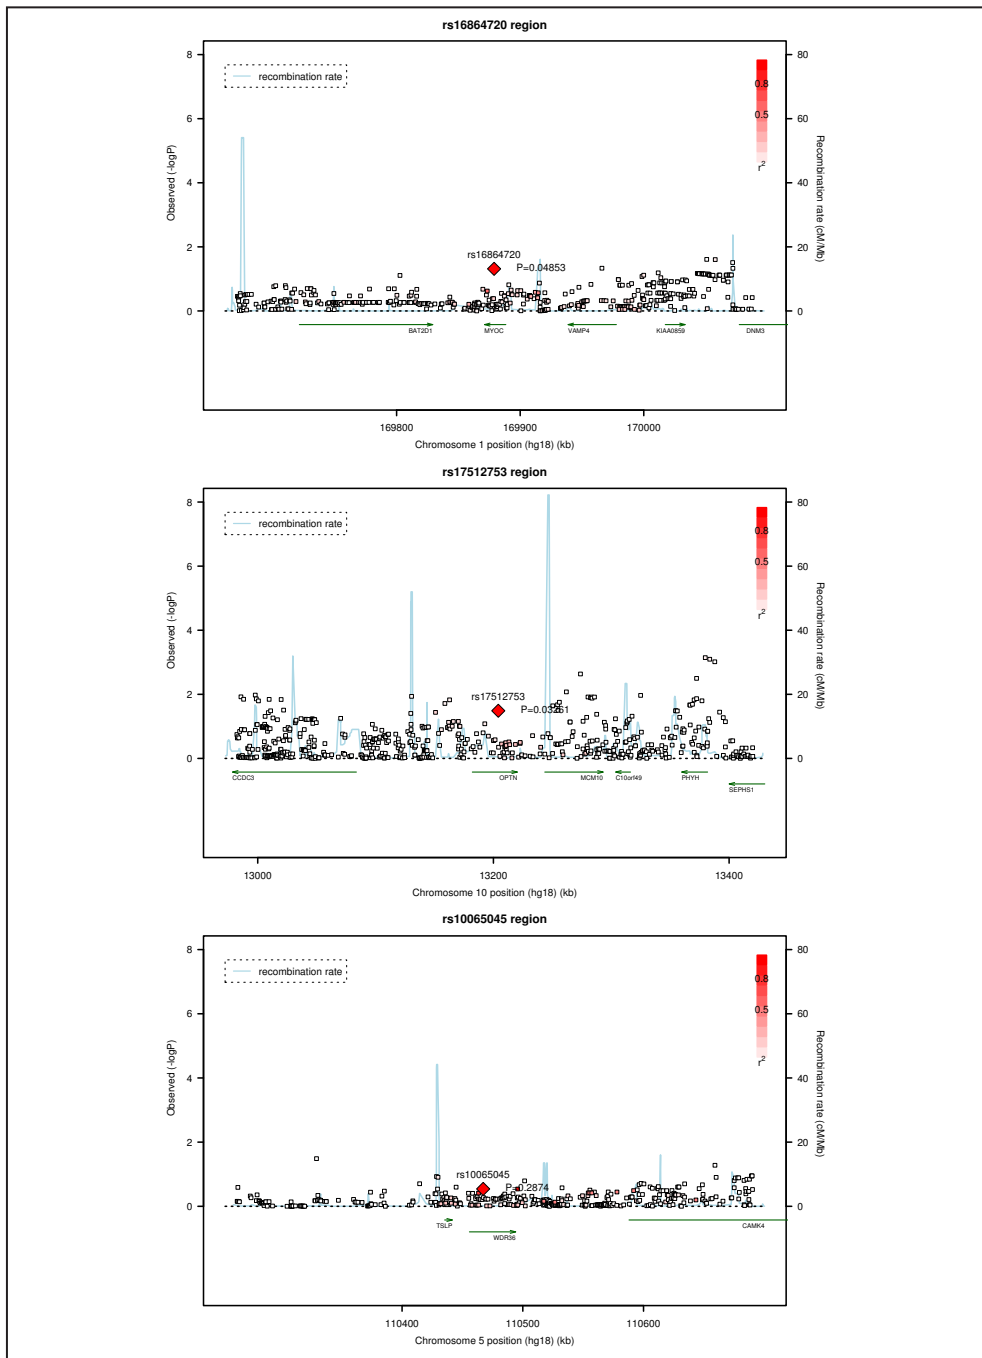 rs16864720 region
8
6
4
2
0
80
60
40
20
0
Observed (-logP)
Recombination rate (cM/Mb)
recombination rate
0.8
0.5
r²
rs16864720
P=0.04853
BAT2D1
MYOC
VAMP4
KIAA0859
DNM3
169800
169900
170000
Chromosome 1 position (hg18) (kb)
rs17512753 region
8
6
4
2
0
80
60
40
20
0
Observed (-logP)
Recombination rate (cM/Mb)
recombination rate
0.8
0.5
r²
rs17512753
P=0.03261
CCDC3
OPTN
MCM10
C10orf49
PHYH
SEPHS1
13000
13200
13400
Chromosome 10 position (hg18) (kb)
rs10065045 region
8
6
4
2
0
80
60
40
20
0
Observed (-logP)
Recombination rate (cM/Mb)
recombination rate
0.8
0.5
r²
rs10065045
P=0.2874
TSLP
WDR36
CAMK4
110400
110500
110600
Chromosome 5 position (hg18) (kb)